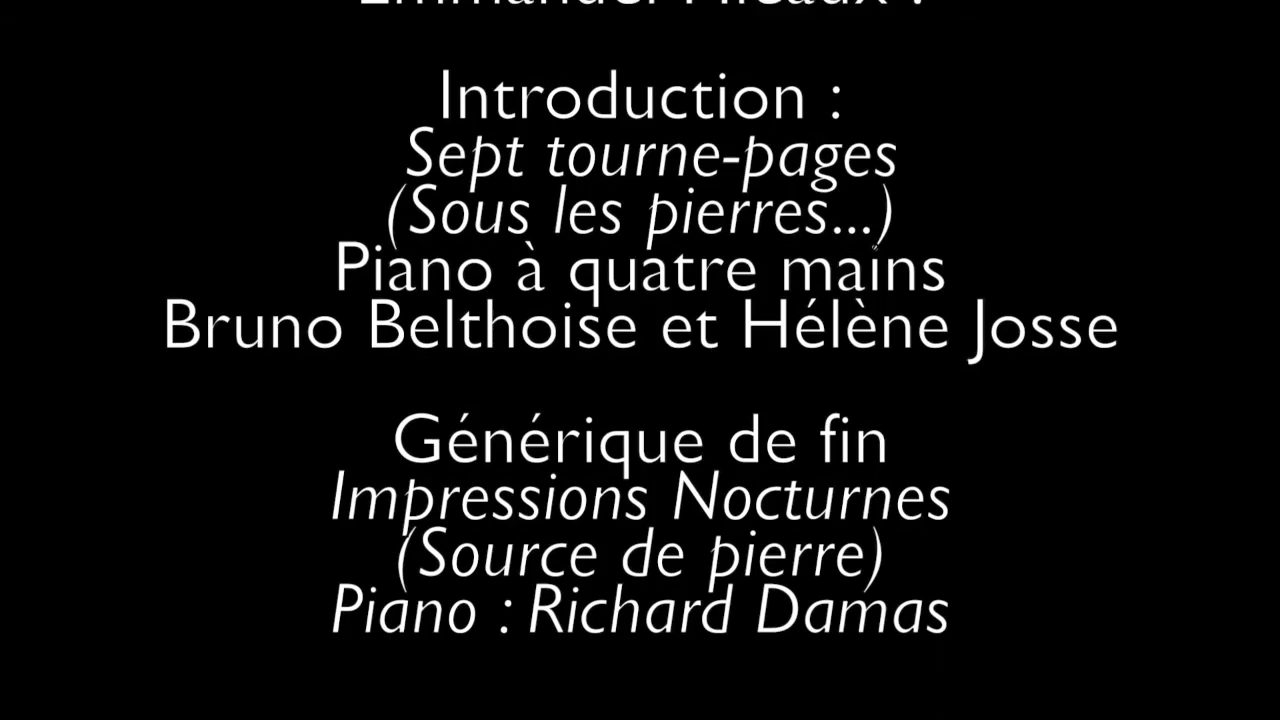 Introduction :
Sept tourne-pages
(Sous les pierres...)
Piano à quatre mains
Bruno Belthoise et Hélène Josse
Générique de fin
Impressions Nocturnes
(Source de pierre)
Piano : Richard Damas